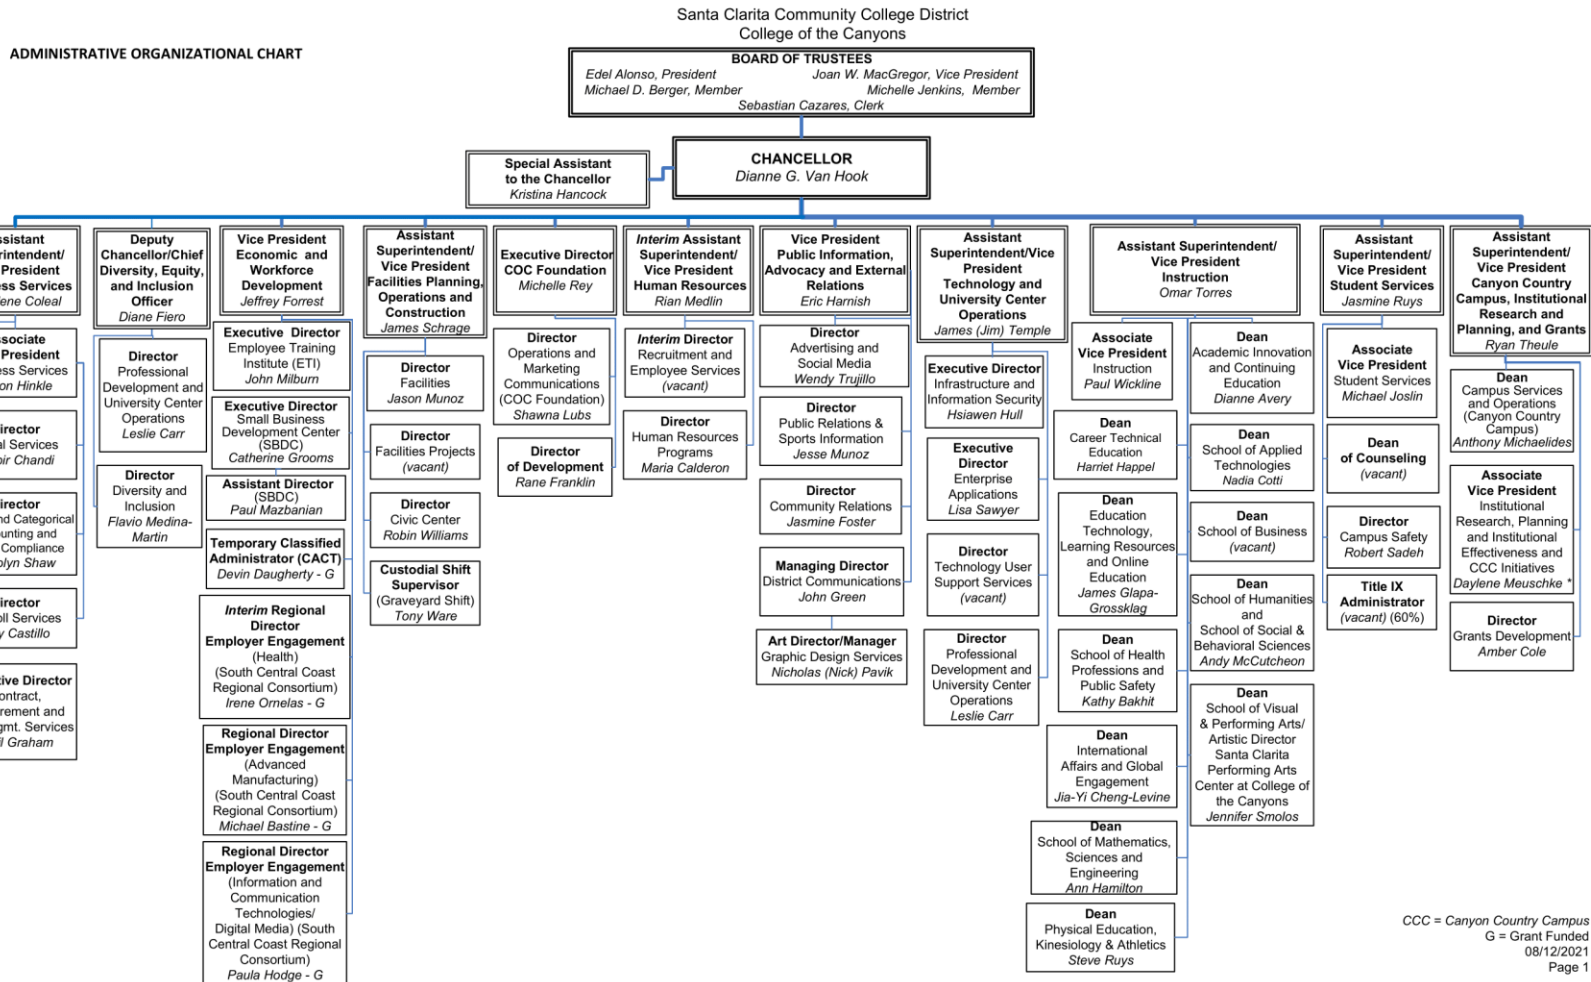 Santa Clarita Community College District
College of the Canyons
ADMINISTRATIVE ORGANIZATIONAL CHART
BOARD OF TRUSTEES
Edel Alonso, President Joan W. MacGregor, Vice President
Michael D. Berger, Member Michelle Jenkins, Member
Sebastian Cazares, Clerk
CHANCELLOR
Dianne G. Van Hook
Special Assistant
to the Chancellor
Kristina Hancock
President
Services
Coleal
President
Services
Hinkle
Services
Chandi
and Categorical
and
Compliance
Shaw
Services
Castillo
Director
and
Services
Graham
Deputy
Chancellor/Chief
Diversity, Equity,
and Inclusion
Officer
Diane Fiero
Director
Professional
Development and
University Center
Operations
Leslie Carr
Director
Diversity and
Inclusion
Flavio Medina-
Martin
Vice President
Economic and
Workforce
Development
Jeffrey Forrest
Executive Director
Employee Training
Institute (ETI)
John Milburn
Executive Director
Small Business
Development Center
(SBDC)
Catherine Grooms
Assistant Director
(SBDC)
Paul Mazbanian
Temporary Classified
Administrator (CACT)
Devin Daugherty - G
Interim Regional
Director
Employer Engagement
(Health)
(South Central Coast
Regional Consortium)
Irene Ornelas - G
Regional Director
Employer Engagement
(Advanced
Manufacturing)
(South Central Coast
Regional Consortium)
Michael Bastine - G
Regional Director
Employer Engagement
(Information and
Communication
Technologies/
Digital Media) (South
Central Coast Regional
Consortium)
Paula Hodge - G
Assistant
Superintendent/
Vice President
Facilities Planning,
Operations and
Construction
James Schrage
Director
Facilities
Jason Munoz
Director
Facilities Projects
(vacant)
Director
Civic Center
Robin Williams
Custodial Shift
Supervisor
(Graveyard Shift)
Tony Ware
Executive Director
COC Foundation
Michelle Rey
Director
Operations and
Marketing
Communications
(COC Foundation)
Shawna Lubs
Director
of Development
Rane Franklin
Interim Assistant
Superintendent/
Vice President
Human Resources
Rian Medlin
Interim Director
Recruitment and
Employee Services
(vacant)
Director
Human Resources
Programs
Maria Calderon
Vice President
Public Information,
Advocacy and External
Relations
Eric Harnish
Director
Advertising and
Social Media
Wendy Trujillo
Director
Public Relations &
Sports Information
Jesse Munoz
Director
Community Relations
Jasmine Foster
Managing Director
District Communications
John Green
Art Director/Manager
Graphic Design Services
Nicholas (Nick) Pavik
Assistant
Superintendent/Vice
President
Technology and
University Center
Operations
James (Jim) Temple
Executive Director
Infrastructure and
Information Security
Hsiawen Hull
Executive
Director
Enterprise
Applications
Lisa Sawyer
Director
Technology User
Support Services
(vacant)
Director
Professional
Development and
University Center
Operations
Leslie Carr
Assistant Superintendent/
Vice President
Instruction
Omar Torres
Associate
Vice President
Instruction
Paul Wickline
Dean
Career Technical
Education
Harriet Happel
Dean
Education
Technology,
Learning Resources
and Online
Education
James Glapa-
Grossklag
Dean
School of Health
Professions and
Public Safety
Kathy Bakhit
Dean
International
Affairs and Global
Engagement
Jia-Yi Cheng-Levine
Dean
School of Mathematics,
Sciences and
Engineering
Ann Hamilton
Dean
Physical Education,
Kinesiology & Athletics
Steve Ruys
Dean
Academic Innovation
and Continuing
Education
Dianne Avery
Dean
School of Applied
Technologies
Nadia Cotti
Dean
School of Business
(vacant)
Dean
School of Humanities
and
School of Social &
Behavioral Sciences
Andy McCutcheon
Dean
School of Visual
& Performing Arts/
Artistic Director
Santa Clarita
Performing Arts
Center at College of
the Canyons
Jennifer Smolos
Assistant
Superintendent/
Vice President
Student Services
Jasmine Ruys
Associate
Vice President
Student Services
Michael Joslin
Dean
of Counseling
(vacant)
Director
Campus Safety
Robert Sadeh
Title IX
Administrator
(vacant) (60%)
Assistant
Superintendent/
Vice President
Canyon Country
Campus, Institutional
Research and
Planning, and Grants
Ryan Theule
Dean
Campus Services
and Operations
(Canyon Country
Campus)
Anthony Michaelides
Associate
Vice President
Institutional
Research, Planning
and Institutional
Effectiveness and
CCC Initiatives
Daylene Meuschke *
Director
Grants Development
Amber Cole
CCC = Canyon Country Campus
G = Grant Funded
08/12/2021
Page 1